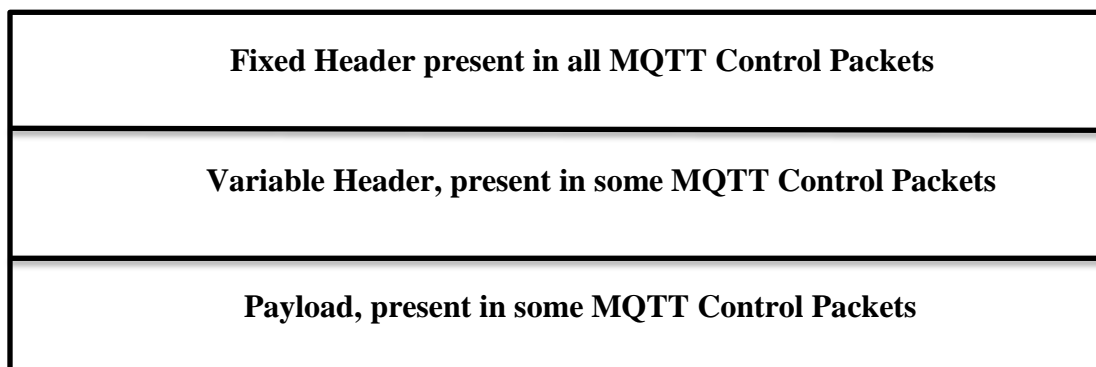 Fixed Header present in all MQTT Control Packets
Variable Header, present in some MQTT Control Packets
Payload, present in some MQTT Control Packets